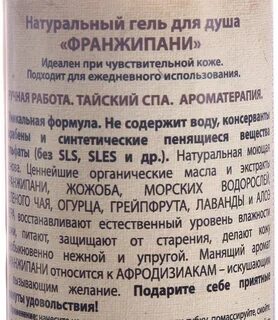 Натуральный гель для душа
«ФРАНЖИПАНИ»
Идеален при чувствительной коже.
Подходит для ежедневного использования.
РУЧНАЯ РАБОТА. ТАЙСКИЙ СПА. АРОМАТЕРАПИЯ.
Уникальная формула. Не содержит воду, консерванты
парабены и синтетические пенящиеся вещества
сульфаты (без SLS, SLES и др.). Натуральная моющая
Ценнейшие органические масла и экстракты
ФРАНЖИПАНИ, ЖОЖОБА, МОРСКИХ ВОДОРОСЛЕЙ,
ЗЕЛЕНОГО ЧАЯ, ОГУРЦА, ГРЕЙПФРУТА, ЛАВАНДЫ и АЛОЭ
восстанавливают естественный уровень влажности
питают, защищают от старения, делают кожу
необыкновенно нежной и упругой. Манящий аромат
ФРАНЖИПАНИ относится к АФРОДИЗИАКАМ – искушающим
вызывающим желание. Подарите себе приятные
минуты удовольствия!